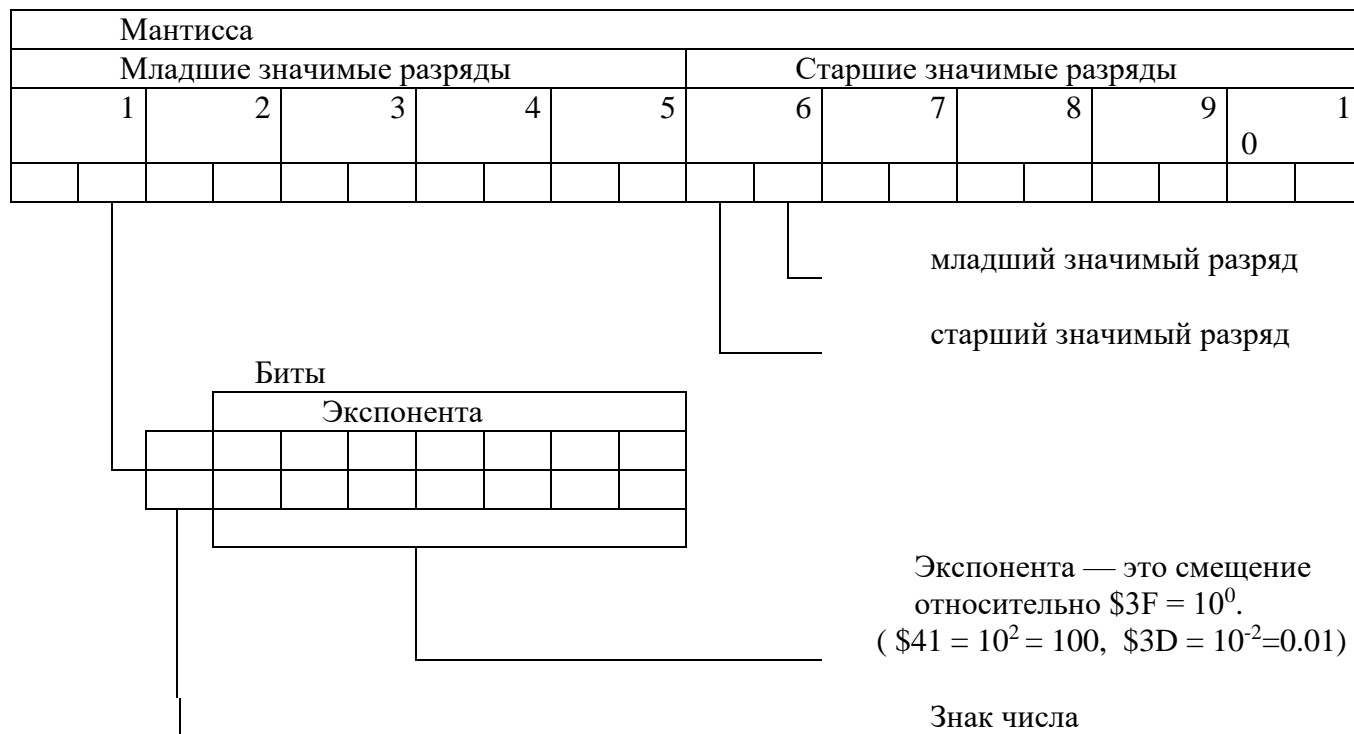 Мантисса
Младшие значимые разряды Старшие значимые разряды
1 2 3 4 5 6 7 8 9 1
0
младший значимый разряд
старший значимый разряд
Биты
Экспонента
Экспонента — это смещение
относительно $3F = 10⁰.
( $41 = 10² = 100, $3D = 10⁻²=0.01)
Знак числа